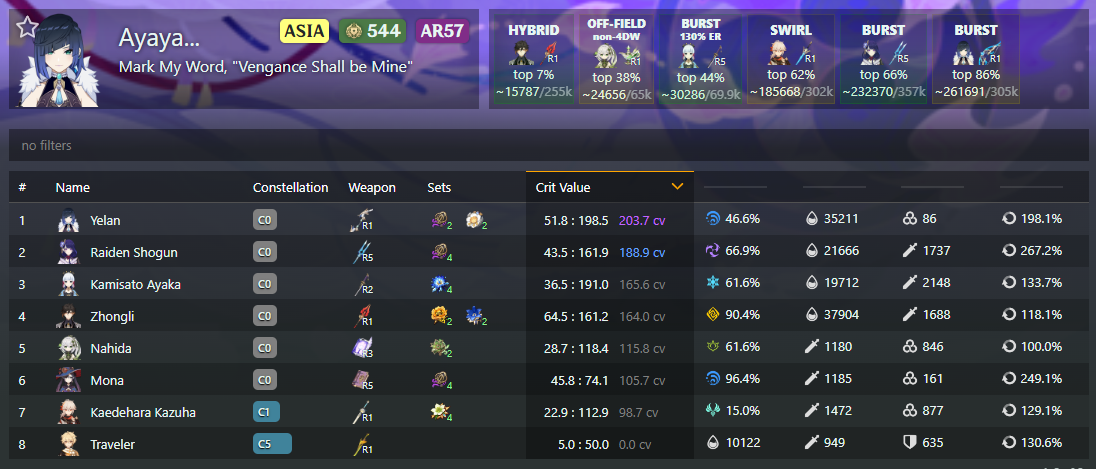 Ayaya...
ASIA 544 AR57
Mark My Word, "Vengance Shall be Mine"
HYBRID
R1
top 7%
~15787/255k
OFF-FIELD
non-4DW
R1
top 38%
~24656/65k
BURST
130% ER
R5
top 44%
~30286/69.9k
SWIRL
R1
top 62%
~185668/302k
BURST
R5
top 66%
~232370/357k
BURST
R1
top 86%
~261691/305k
no filters
# Name Constellation Weapon Sets Crit Value
1 Yelan C0 R1 2 2 51.8 : 198.5 203.7 cv 46.6% 35211 86 198.1%
2 Raiden Shogun C0 R5 4 43.5 : 161.9 188.9 cv 66.9% 21666 1737 267.2%
3 Kamisato Ayaka C0 R2 4 36.5 : 191.0 165.6 cv 61.6% 19712 2148 133.7%
4 Zhongli C0 R1 2 2 64.5 : 161.2 164.0 cv 90.4% 37904 1688 118.1%
5 Nahida C0 R3 2 28.7 : 118.4 115.8 cv 61.6% 1180 846 100.0%
6 Mona C0 R5 4 45.8 : 74.1 105.7 cv 96.4% 1185 161 249.1%
7 Kaedehara Kazuha C1 R1 4 22.9 : 112.9 98.7 cv 15.0% 1472 877 129.1%
8 Traveler C5 R1 5.0 : 50.0 0.0 cv 10122 949 635 130.6%